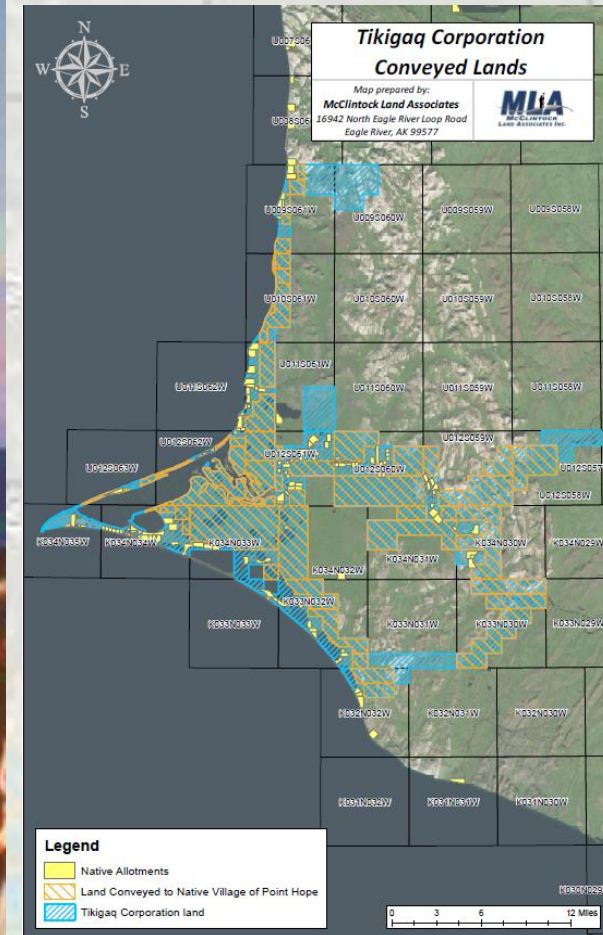 Tikigaq Corporation
Conveyed Lands
Map prepared by:
McClintock Land Associates
16942 North Eagle River Loop Road
Eagle River, AK 99577
MLA
McCLINTOCK
LAND ASSOCIATES INC.
N
W E
S
U007S06
U008S06
U009S061W U009S060W U009S059W U009S058W
U010S061W U010S060W U010S059W U010S058W
U011S062W U011S061W U011S060W U011S059W U011S058W
U012S063W U012S062W U012S061W U012S060W U012S059W U012S058W U012S057
K034N035W K034N034W K034N033W K034N032W K034N031W K034N030W K034N029W
K033N033W K033N032W K033N031W K033N030W K033N029W
K032N032W K032N031W K032N030W
K031N032W K031N031W K031N030W
K030N029
Legend
Native Allotments
Land Conveyed to Native Village of Point Hope
Tikigaq Corporation land
0 3 6 12 Miles